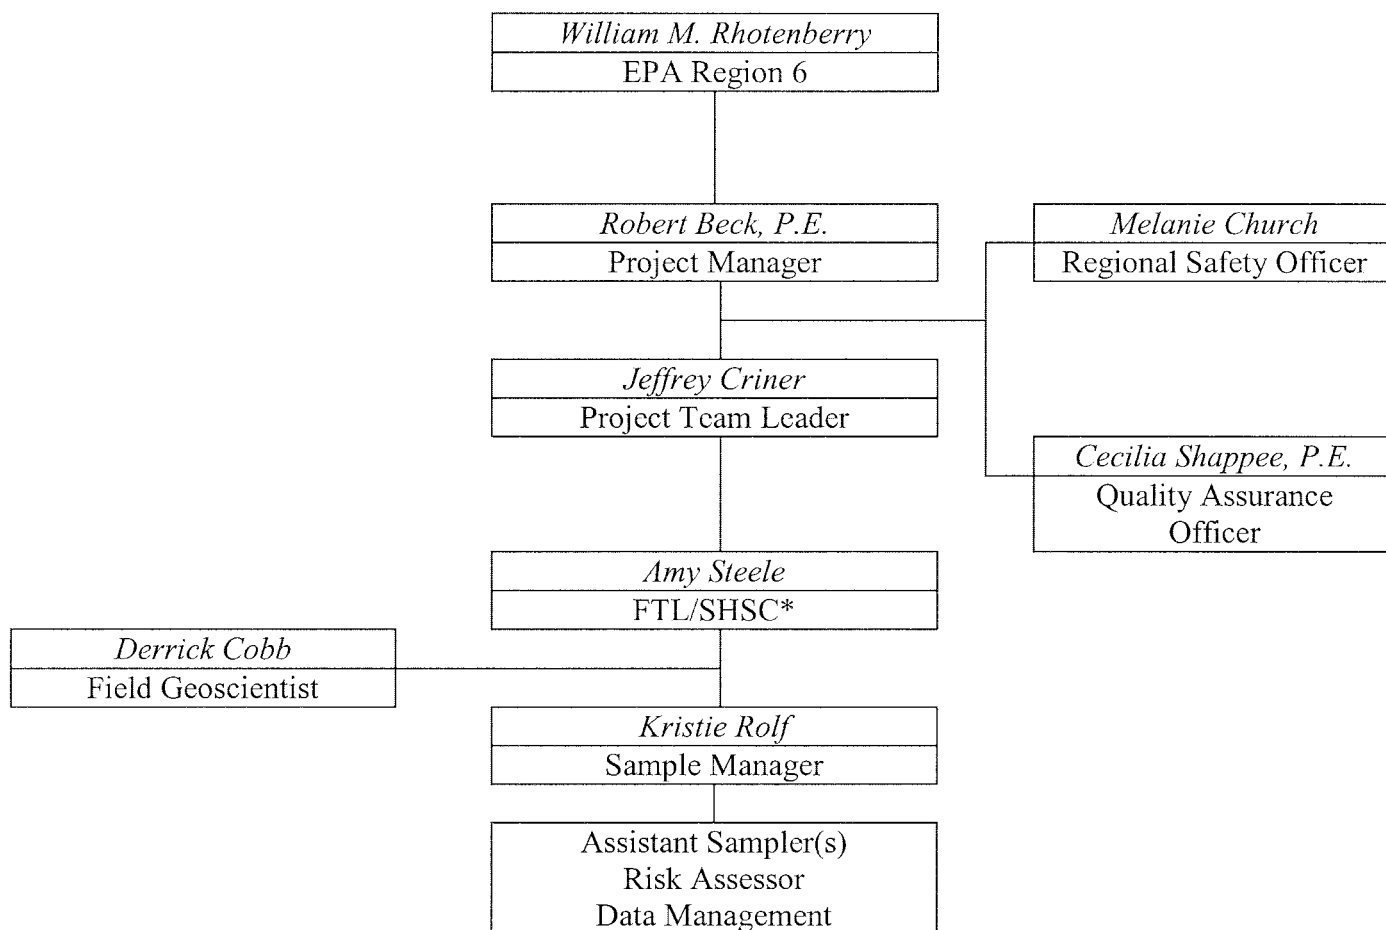 William M. Rhotenberry
EPA Region 6
Robert Beck, P.E.
Project Manager
Melanie Church
Regional Safety Officer
Jeffrey Criner
Project Team Leader
Cecilia Shappee, P.E.
Quality Assurance
Officer
Amy Steele
FTL/SHSC*
Derrick Cobb
Field Geoscientist
Kristie Rolf
Sample Manager
Assistant Sampler(s)
Risk Assessor
Data Management